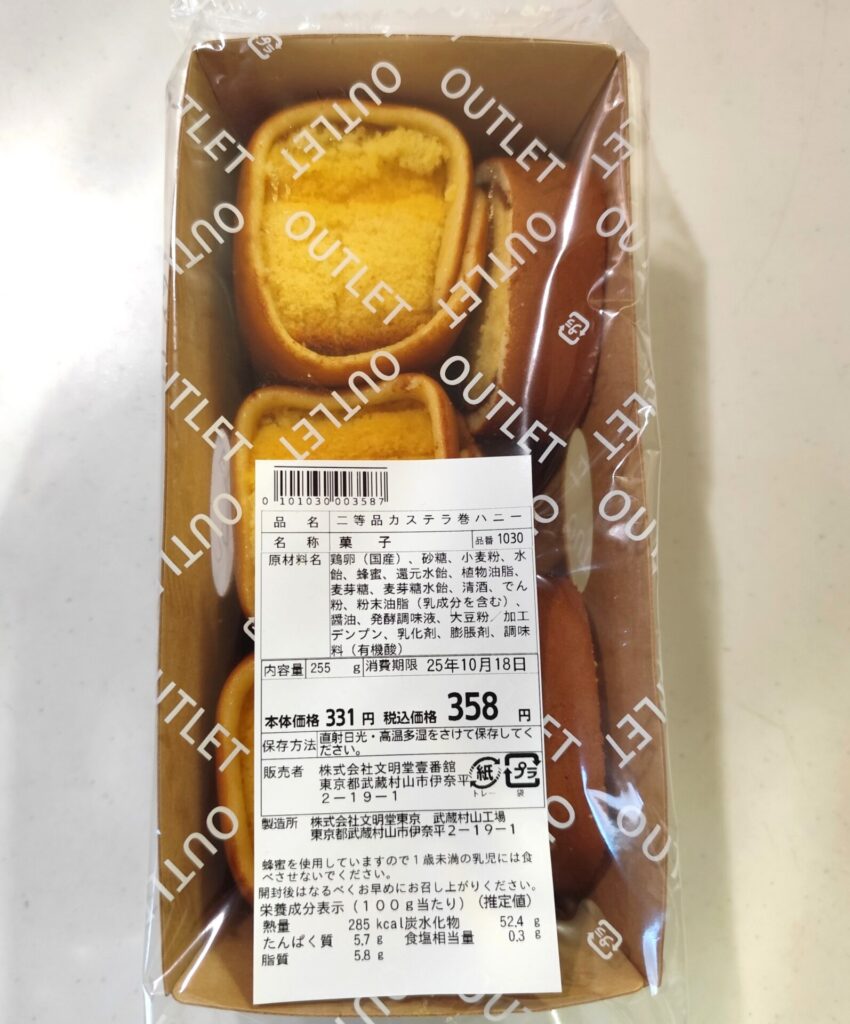 OUTLET
OUTLET
OUTLET
OUTLET
OUTLET
OUTLET
OUTLET
OUTLET
OUTLET
0 101030 003587
品名 二等品カステラ巻ハニー
名称 菓子 品番 1030
原材料名 鶏卵（国産）、砂糖、小麦粉、水
飴、蜂蜜、還元水飴、植物油脂、
麦芽糖、麦芽糖水飴、清酒、でん
粉、粉末油脂（乳成分を含む）、
醤油、発酵調味液、大豆粉／加工
デンプン、乳化剤、膨脹剤、調味
料（有機酸）
内容量 255 g 消費期限 25年10月18日
本体価格 331 円 税込価格 358 円
保存方法 直射日光・高温多湿をさけて保存してく
ださい。
販売者 株式会社文明堂壹番舘
東京都武蔵村山市伊奈平
2－19－1
紙 トレー
プラ 袋
製造所 株式会社文明堂東京 武蔵村山工場
東京都武蔵村山市伊奈平2－19－1
蜂蜜を使用していますので1歳未満の乳児には食
べさせないでください。
開封後はなるべくお早めにお召し上がりください。
栄養成分表示（100g当たり）（推定値）
熱量 285 kcal 炭水化物 52.4 g
たんぱく質 5.7 g 食塩相当量 0.3 g
脂質 5.8 g